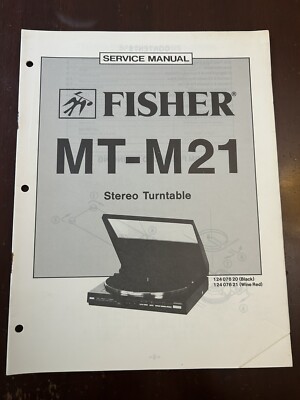 SERVICE MANUAL
FISHER®
MT-M21
Stereo Turntable
124 076 20 (Black)
124 076 21 (Wine Red)